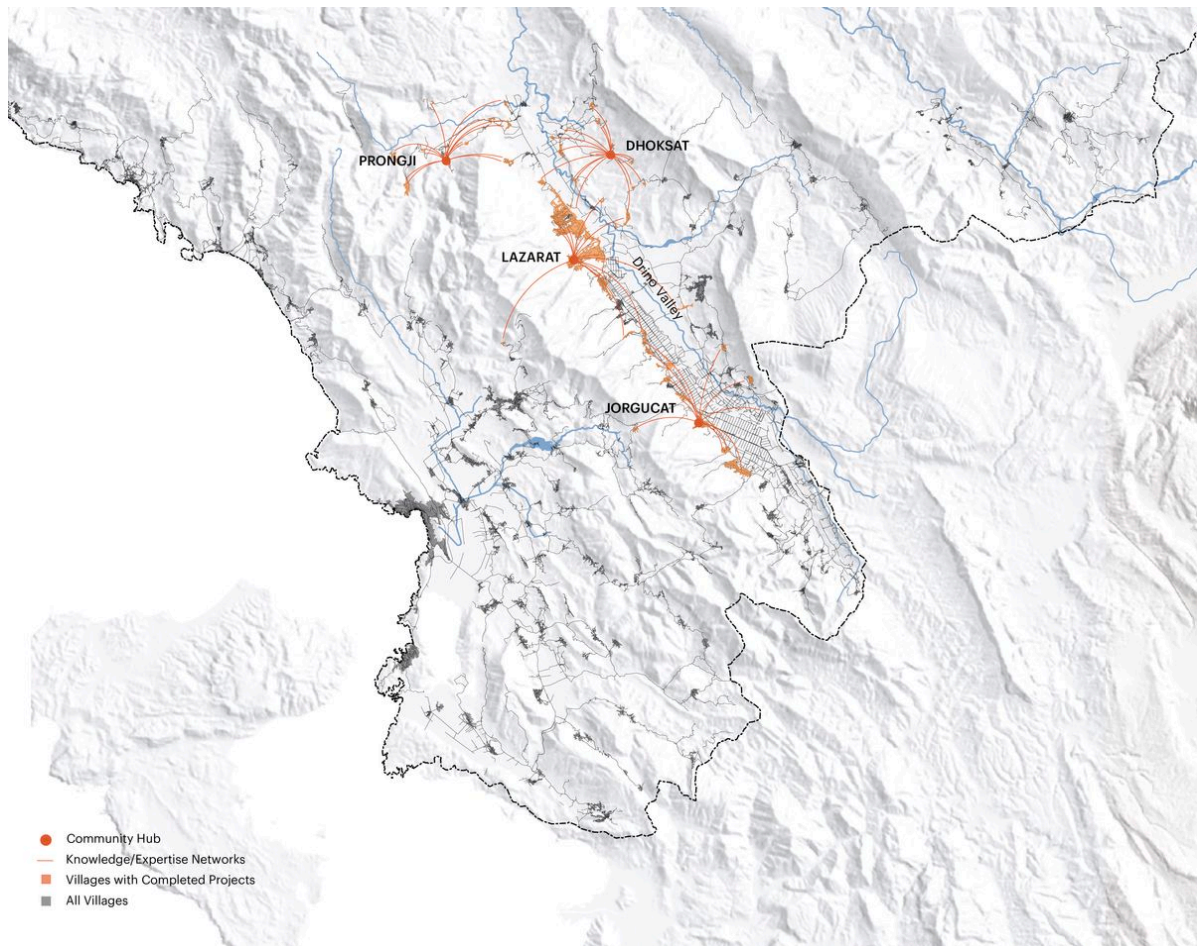 DHOKSAT
PRONGJI
LAZARAT
Drino Valley
JORGUCAT
Community Hub
Knowledge/Expertise Networks
Villages with Completed Projects
All Villages